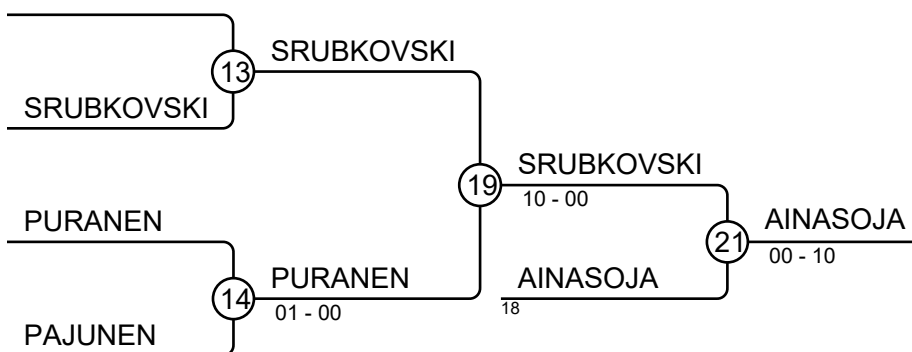 SRUBKOVSKI
13
SRUBKOVSKI
SRUBKOVSKI
19
10 - 00
PURANEN
AINASOJA
21
00 - 10
PURANEN
AINASOJA
14
01 - 00
18
PAJUNEN